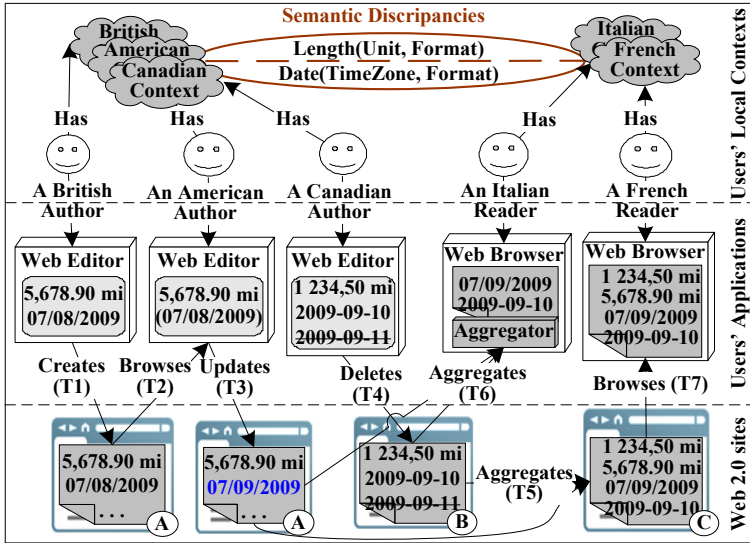 Semantic Discripancies
British
American
Canadian
Context
Length(Unit, Format)
Date(TimeZone, Format)
Italian
French
Context
Has
Has
Has
Has
Has
A British
Author
An American
Author
A Canadian
Author
An Italian
Reader
A French
Reader
Users' Local Contexts
Web Editor
5,678.90 mi
07/08/2009
Web Editor
5,678.90 mi
(07/08/2009)
Web Editor
1 234,50 mi
2009-09-10
2009-09-11
Web Browser
07/09/2009
2009-09-10
Aggregator
Web Browser
1 234,50 mi
5,678.90 mi
07/09/2009
2009-09-10
Users' Applications
Creates
(T1)
Browses
(T2)
Updates
(T3)
Deletes
(T4)
Aggregates
(T6)
Browses (T7)
5,678.90 mi
07/08/2009
. . .
A
5,678.90 mi
07/09/2009
. . .
A
1 234,50 mi
2009-09-10
2009-09-11
B
Aggregates
(T5)
1 234,50 mi
5,678.90 mi
07/09/2009
2009-09-10
C
Web 2.0 sites